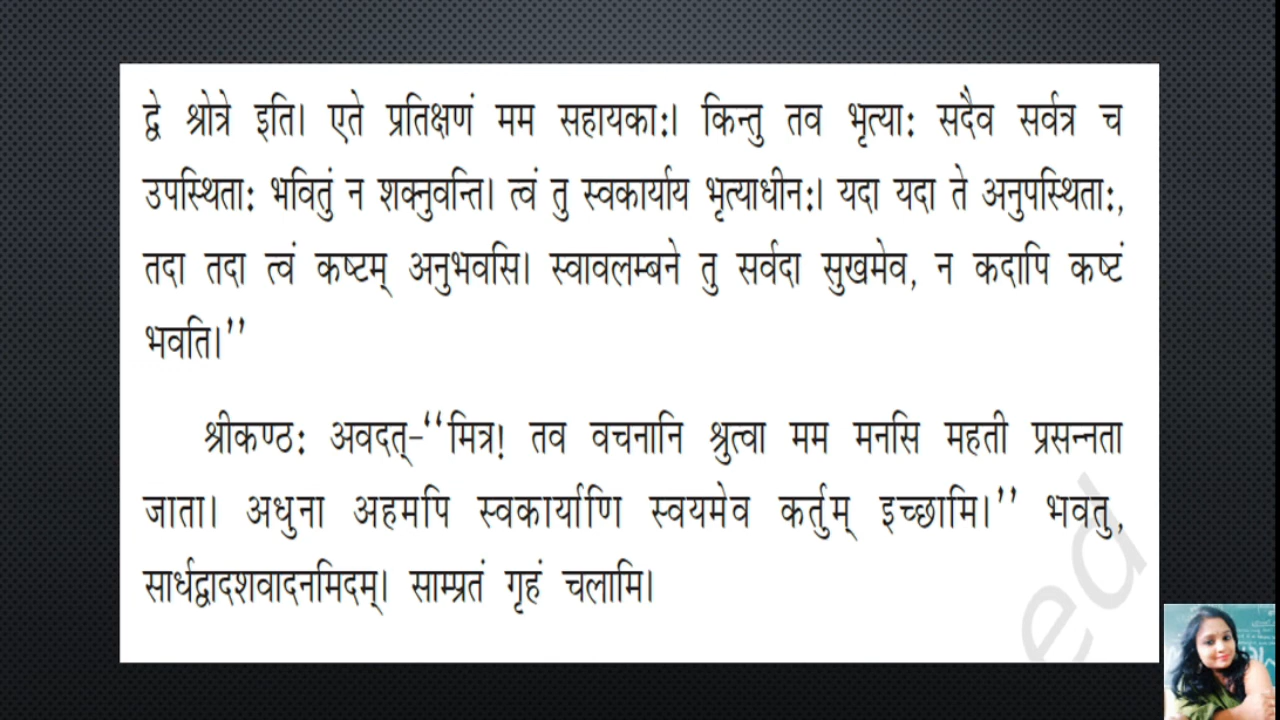 द्वे श्रोत्रे इति। एते प्रतिक्षणं मम सहायकाः। किन्तु तव भृत्याः सदैव सर्वत्र च
उपस्थिताः भवितुं न शक्नुवन्ति। त्वं तु स्वकार्याय भृत्याधीनः। यदा यदा ते अनुपस्थिताः,
तदा तदा त्वं कष्टम् अनुभवसि। स्वावलम्बने तु सर्वदा सुखमेव, न कदापि कष्टं
भवति।’’
श्रीकण्ठः अवदत्-‘‘मित्र! तव वचनानि श्रुत्वा मम मनसि महती प्रसन्नता
जाता। अधुना अहमपि स्वकार्याणि स्वयमेव कर्तुम् इच्छामि।’’ भवतु,
सार्धद्वादशवादनमिदम्। साम्प्रतं गृहं चलामि।
ed